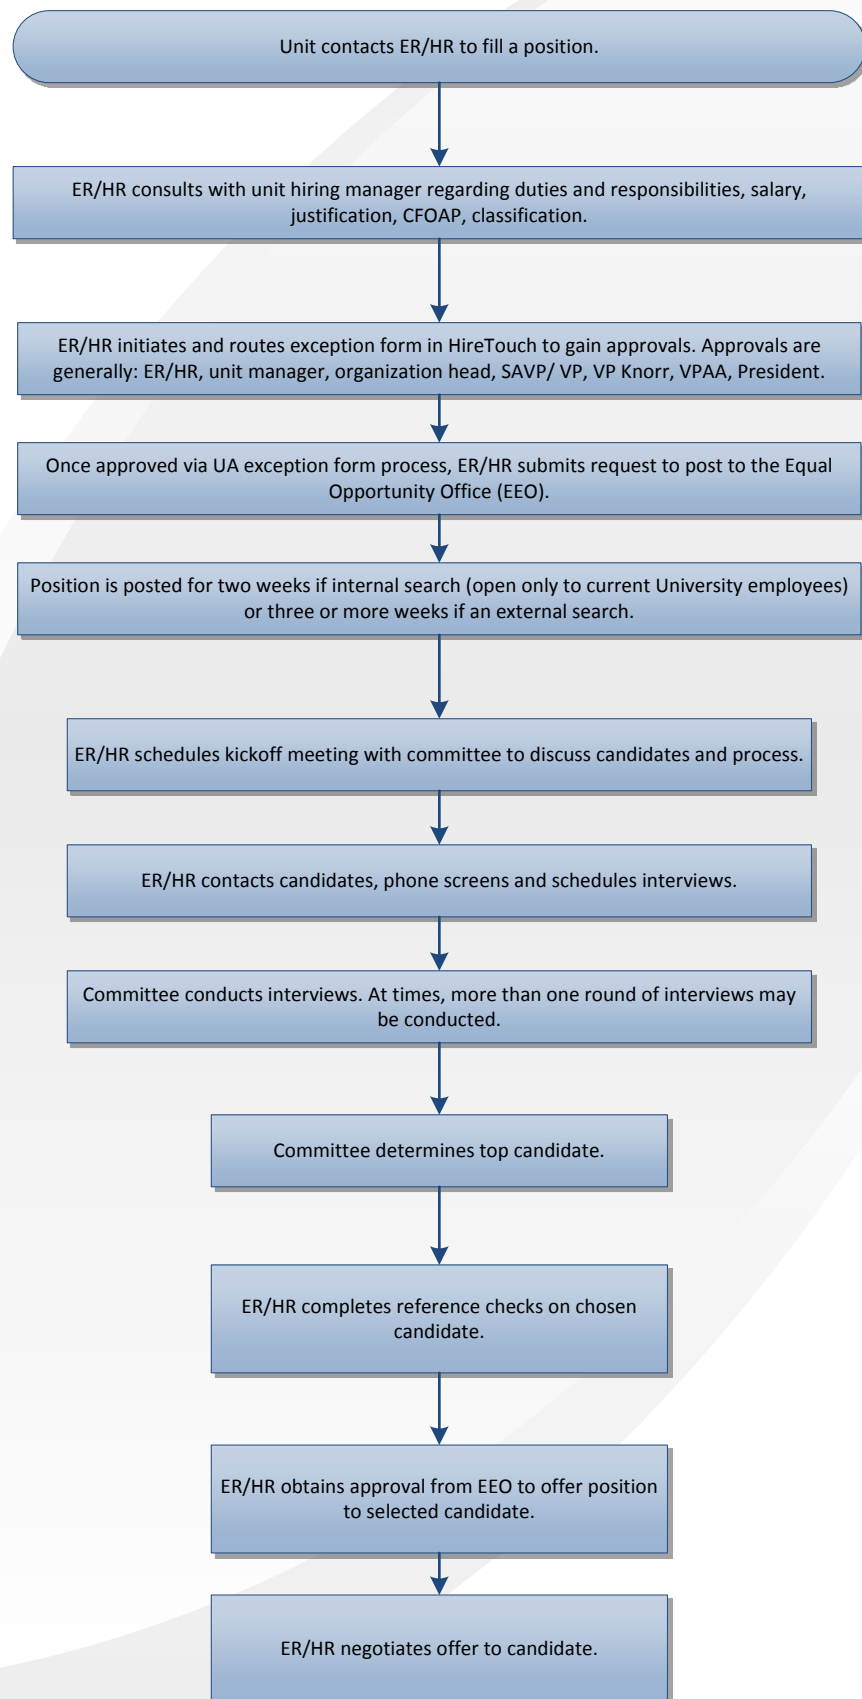 Unit contacts ER/HR to fill a position.
ER/HR consults with unit hiring manager regarding duties and responsibilities, salary,
justification, CFOAP, classification.
ER/HR initiates and routes exception form in HireTouch to gain approvals. Approvals are
generally: ER/HR, unit manager, organization head, SAVP/ VP, VP Knorr, VPAA, President.
Once approved via UA exception form process, ER/HR submits request to post to the Equal
Opportunity Office (EEO).
Position is posted for two weeks if internal search (open only to current University employees)
or three or more weeks if an external search.
ER/HR schedules kickoff meeting with committee to discuss candidates and process.
ER/HR contacts candidates, phone screens and schedules interviews.
Committee conducts interviews. At times, more than one round of interviews may
be conducted.
Committee determines top candidate.
ER/HR completes reference checks on chosen
candidate.
ER/HR obtains approval from EEO to offer position
to selected candidate.
ER/HR negotiates offer to candidate.